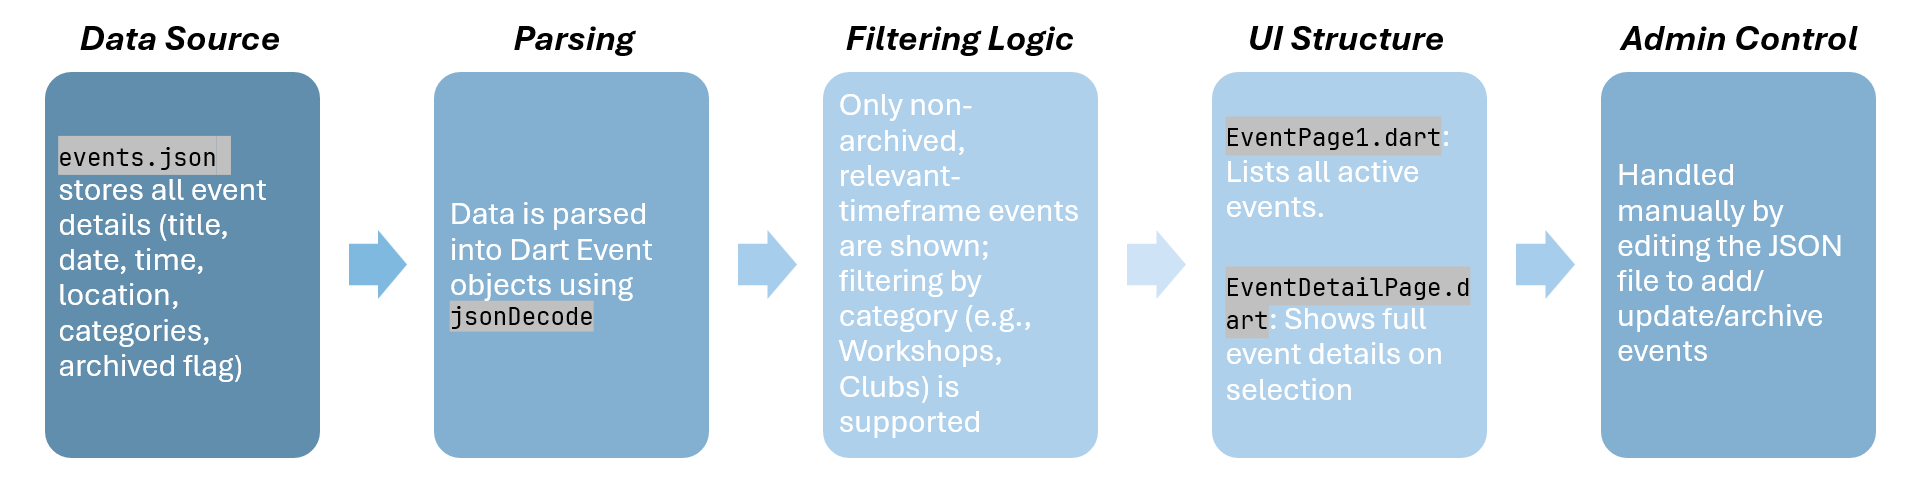 Data Source
events.json
stores all event
details (title,
date, time,
location,
categories,
archived flag)
Parsing
Data is parsed
into Dart Event
objects using
jsonDecode
Filtering Logic
Only non-
archived,
relevant-
timeframe events
are shown;
filtering by
category (e.g.,
Workshops,
Clubs) is
supported
UI Structure
EventPage1.dart:
Lists all active
events.
EventDetailPage.d
art: Shows full
event details on
selection
Admin Control
Handled
manually by
editing the JSON
file to add/
update/archive
events